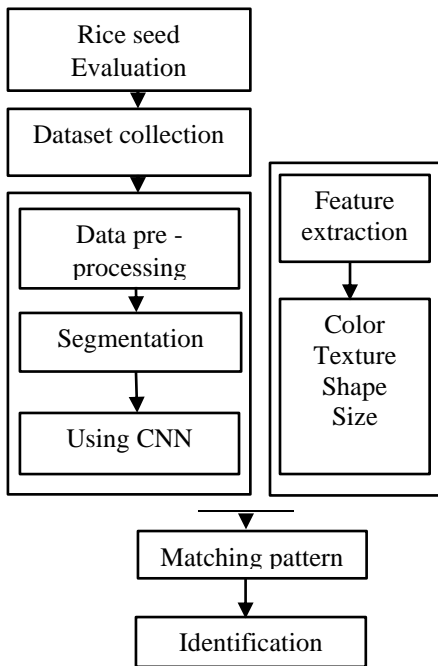 Rice seed
Evaluation
Dataset collection
Data pre -
processing
Segmentation
Using CNN
Feature
extraction
Color
Texture
Shape
Size
Matching pattern
Identification